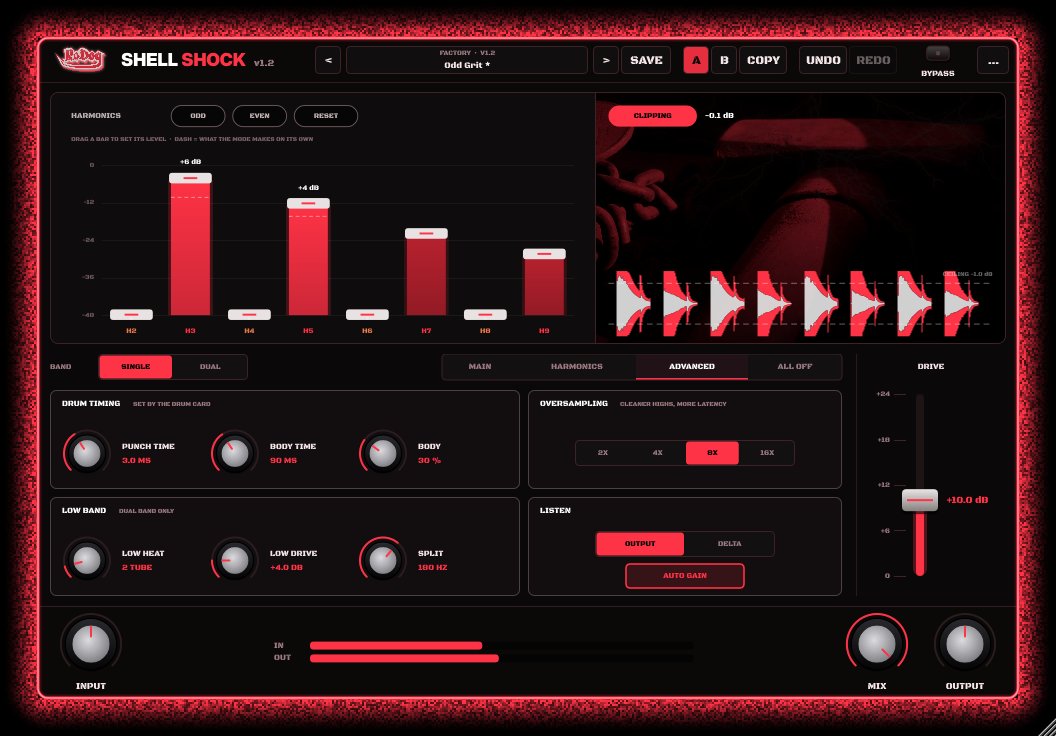 RaDog
SHELL SHOCK v1.2
<
FACTORY · V1.2
Odd Grit *
>
SAVE
A
B
COPY
UNDO
REDO
BYPASS
...
HARMONICS
ODD
EVEN
RESET
DRAG A BAR TO SET ITS LEVEL · DASH = WHAT THE MODE MAKES ON ITS OWN
0
-12
-24
-36
-48
+6 dB
+4 dB
H2
H3
H4
H5
H6
H7
H8
H9
CLIPPING
-0.1 dB
CEILING -1.0 dB
BAND
SINGLE
DUAL
MAIN
HARMONICS
ADVANCED
ALL OFF
DRIVE
DRUM TIMING
SET BY THE DRUM CARD
PUNCH TIME
3.0 MS
BODY TIME
90 MS
BODY
30 %
OVERSAMPLING
CLEANER HIGHS, MORE LATENCY
2X
4X
8X
16X
LOW BAND
DUAL BAND ONLY
LOW HEAT
2 TUBE
LOW DRIVE
+4.0 DB
SPLIT
180 HZ
LISTEN
OUTPUT
DELTA
AUTO GAIN
+24
+18
+12
+6
0
+10.0 dB
INPUT
IN
OUT
MIX
OUTPUT